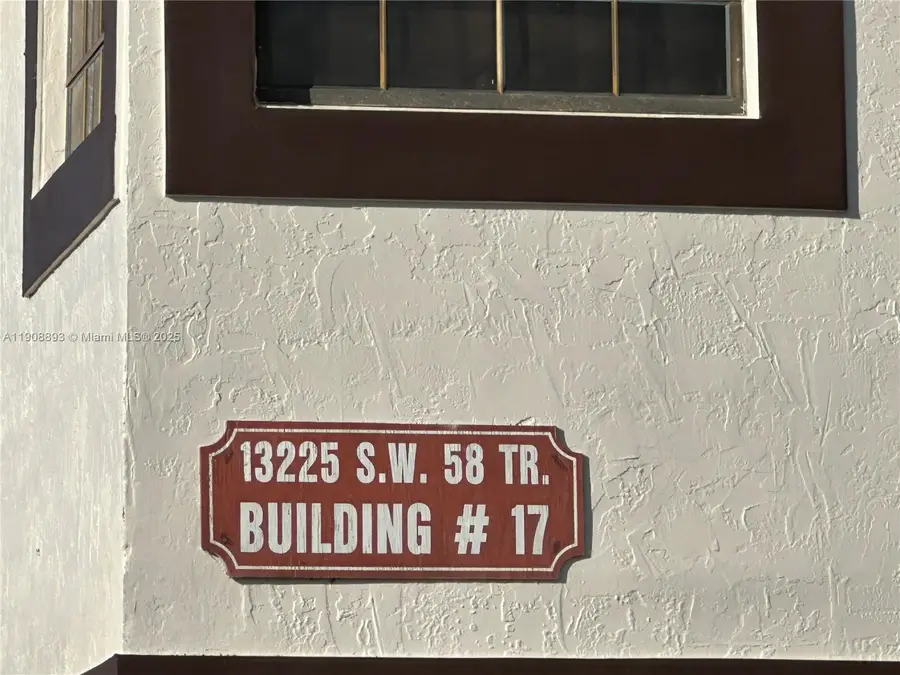 A11908893 © Miami MLS® 2025
13225 S.W. 58 TR.
BUILDING # 17